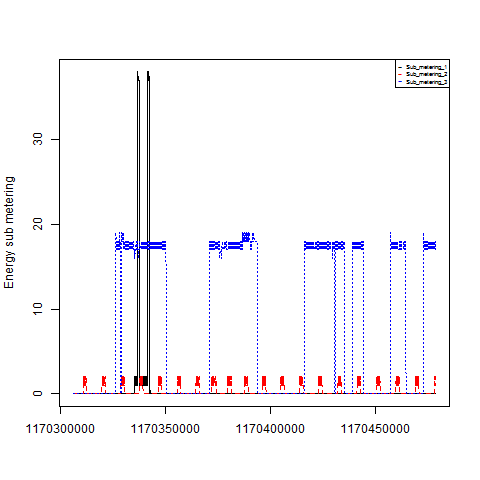 Sub_metering_1
Sub_metering_2
Sub_metering_3
Energy sub metering
30
20
10
0
1170300000 1170350000 1170400000 1170450000